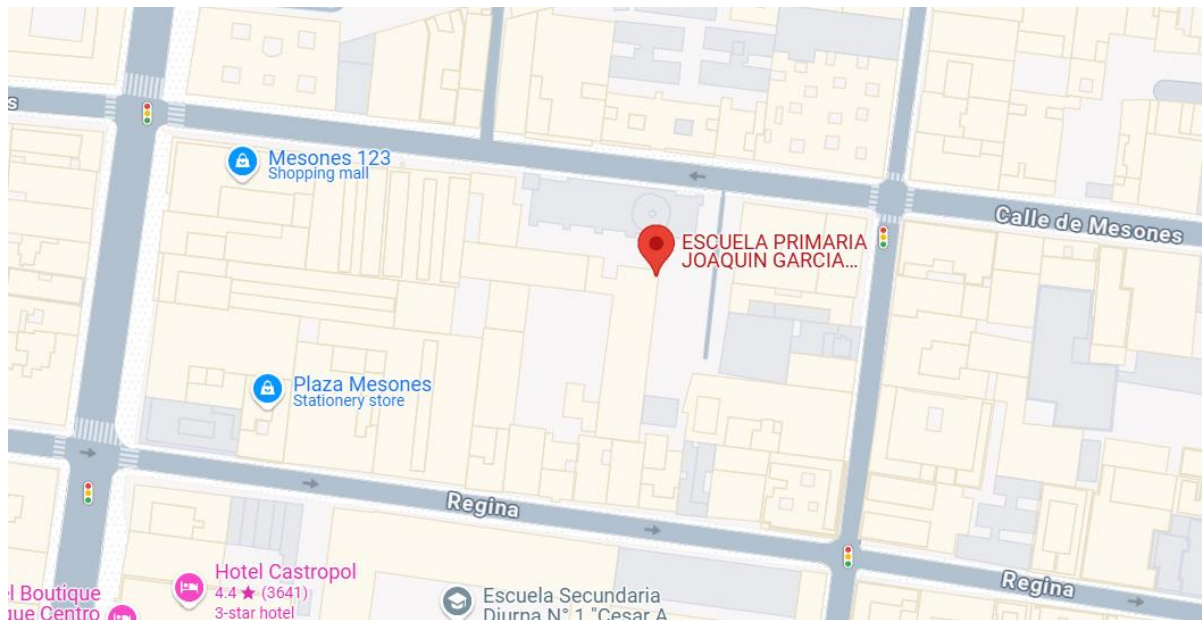 s
Mesones 123
Shopping mall
Calle de Mesones
ESCUELA PRIMARIA
JOAQUIN GARCIA...
Plaza Mesones
Stationery store
Regina
Regina
Hotel Castropol
4.4 ★ (3641)
3-star hotel
l Boutique
que Centro
Escuela Secundaria
Diurna N° 1 "Cesar A